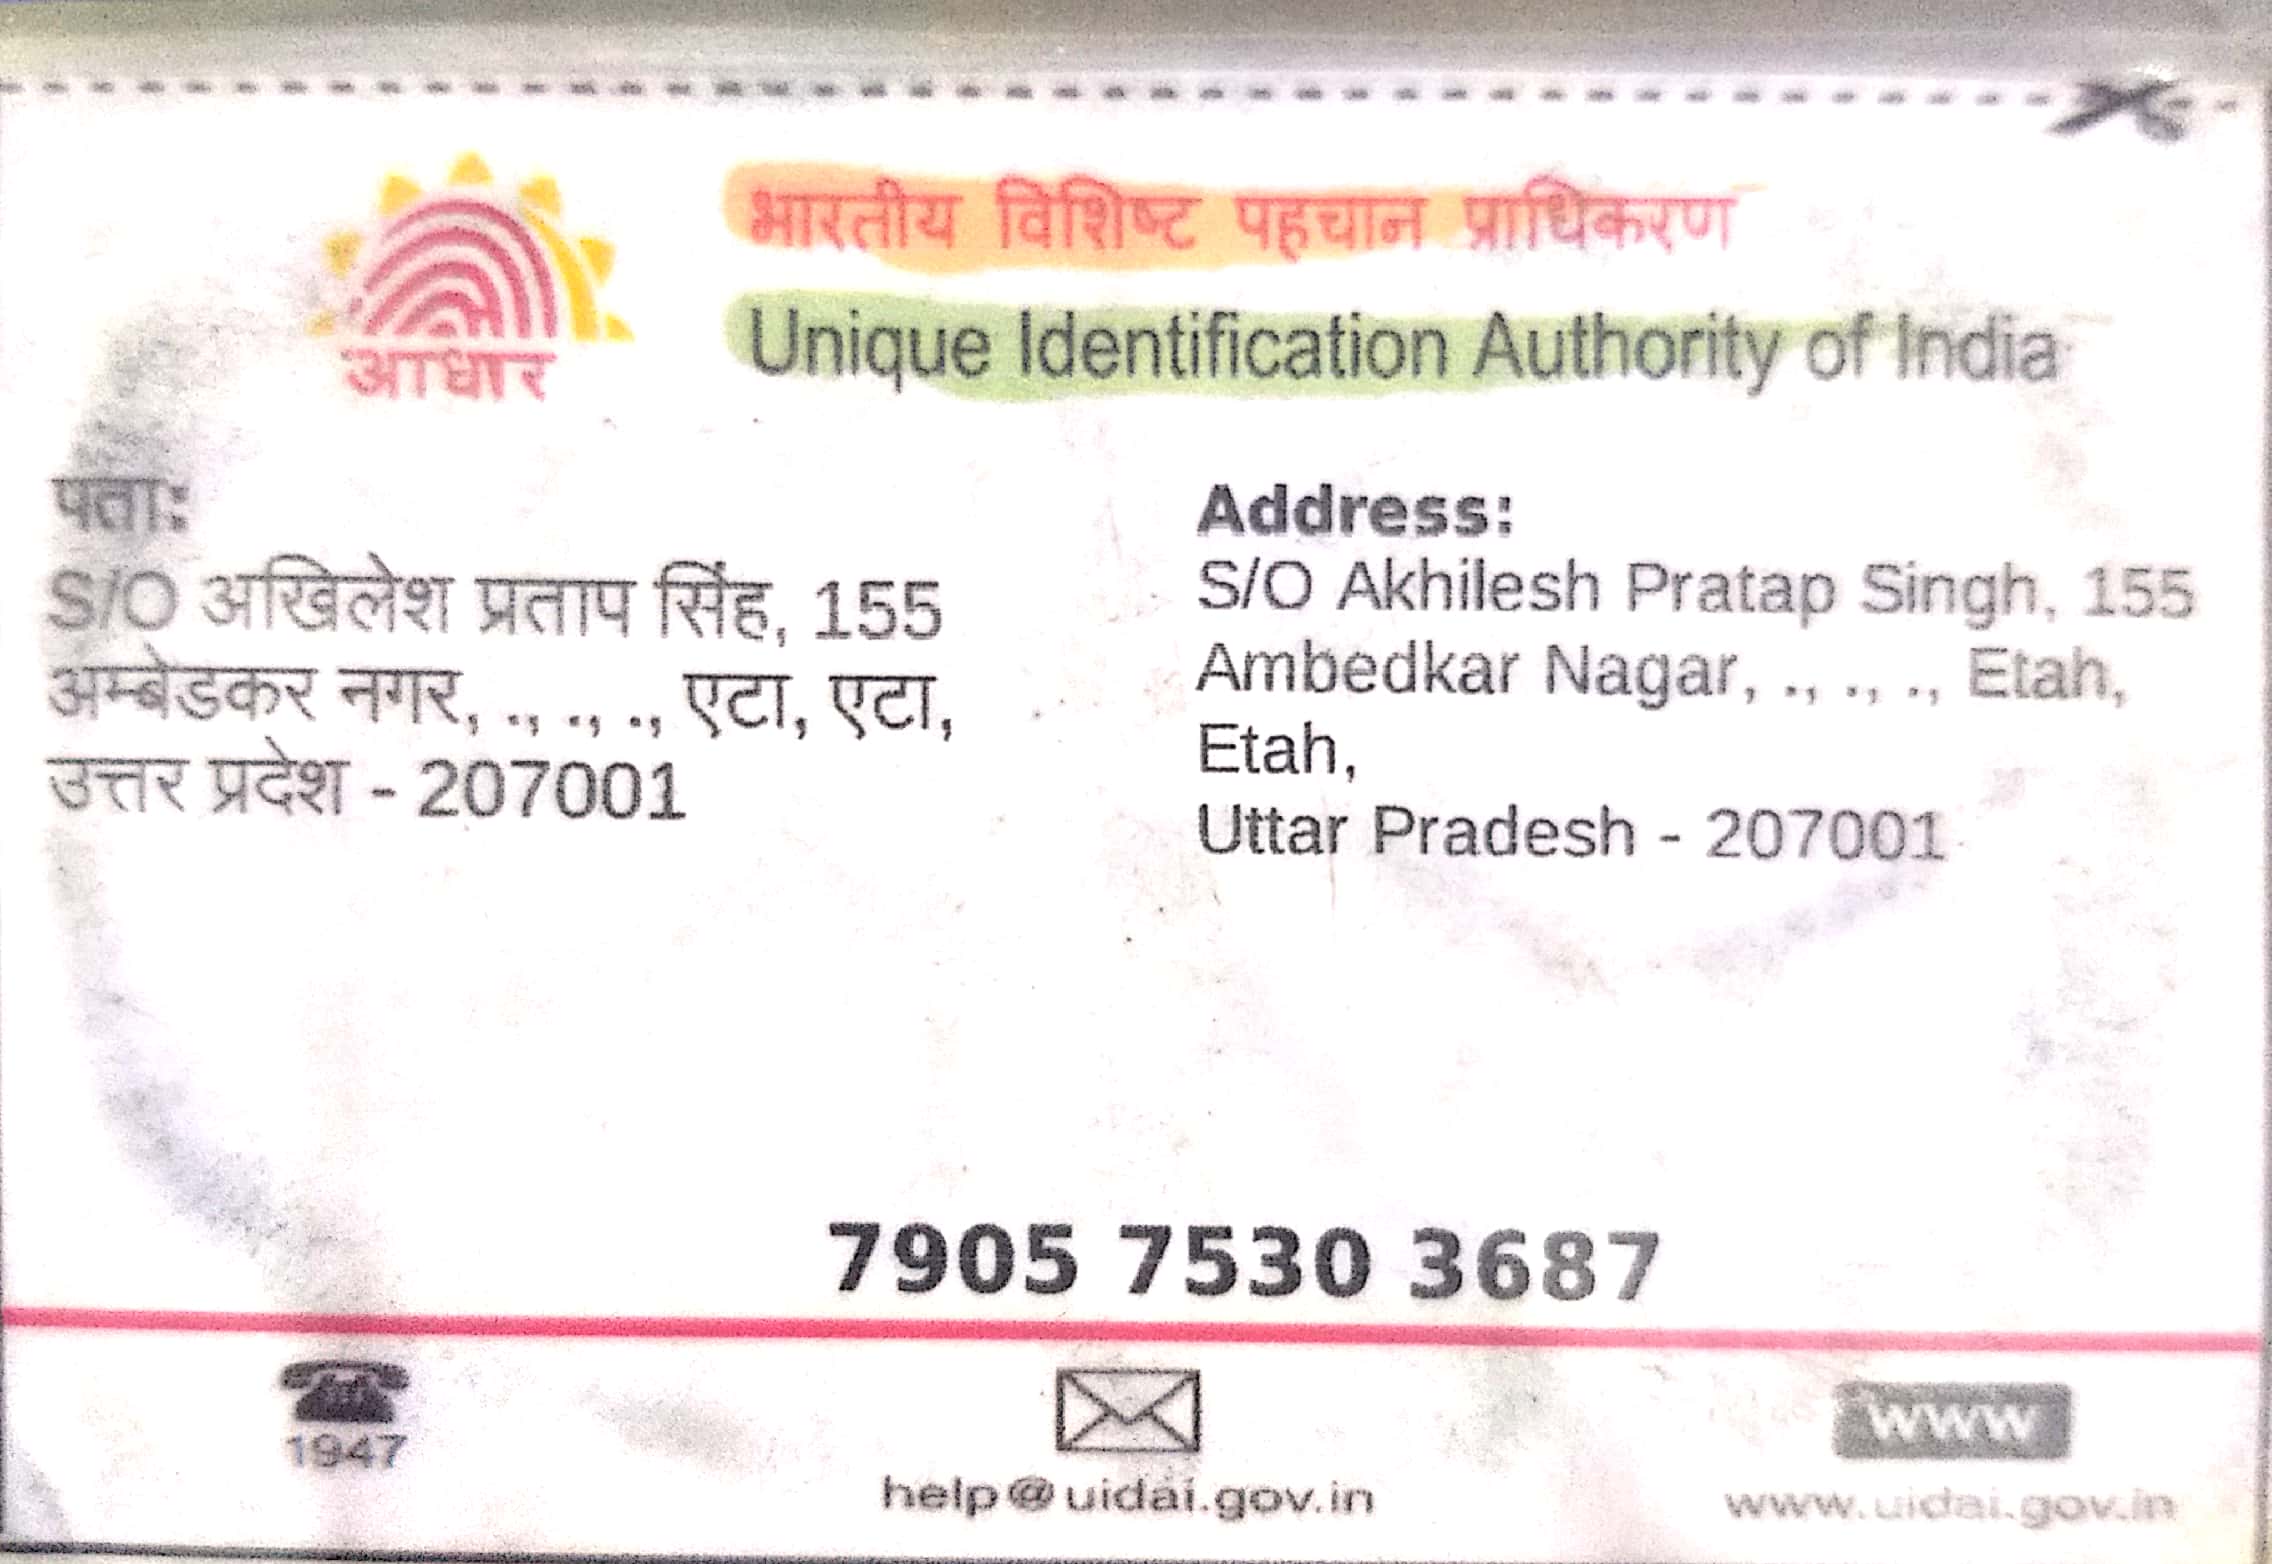 आधार
भारतीय विशिष्ट पहचान प्राधिकरण
Unique Identification Authority of India
पता:
S/O अखिलेश प्रताप सिंह, 155
अम्बेडकर नगर, ., ., ., एटा, एटा,
उत्तर प्रदेश - 207001
Address:
S/O Akhilesh Pratap Singh, 155
Ambedkar Nagar, ., ., ., Etah,
Etah,
Uttar Pradesh - 207001
7905 7530 3687
1947
help@uidai.gov.in
www
www.uidai.gov.in